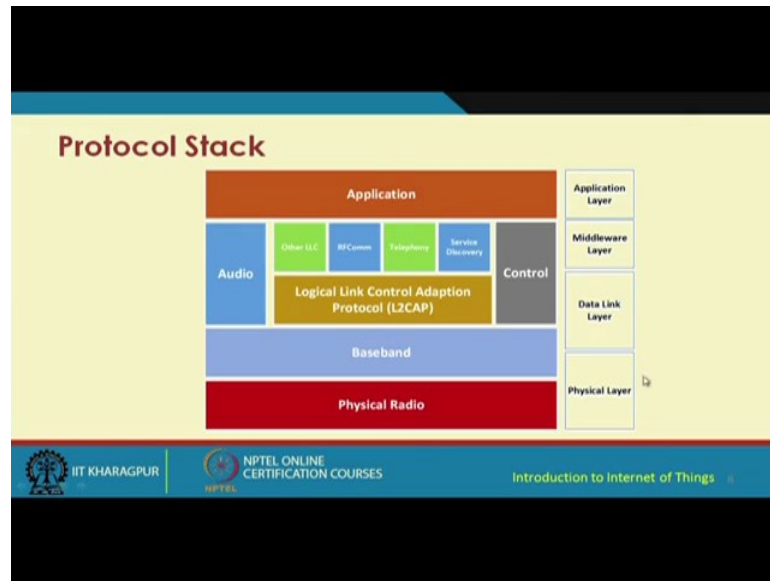 Protocol Stack
Application
Application
Layer
Audio
Other LLC
RFComm
Telephony
Service
Discovery
Control
Middleware
Layer
Logical Link Control Adaption
Protocol (L2CAP)
Data Link
Layer
Baseband
Physical Radio
Physical Layer
IIT KHARAGPUR
NPTEL
NPTEL ONLINE
CERTIFICATION COURSES
Introduction to Internet of Things